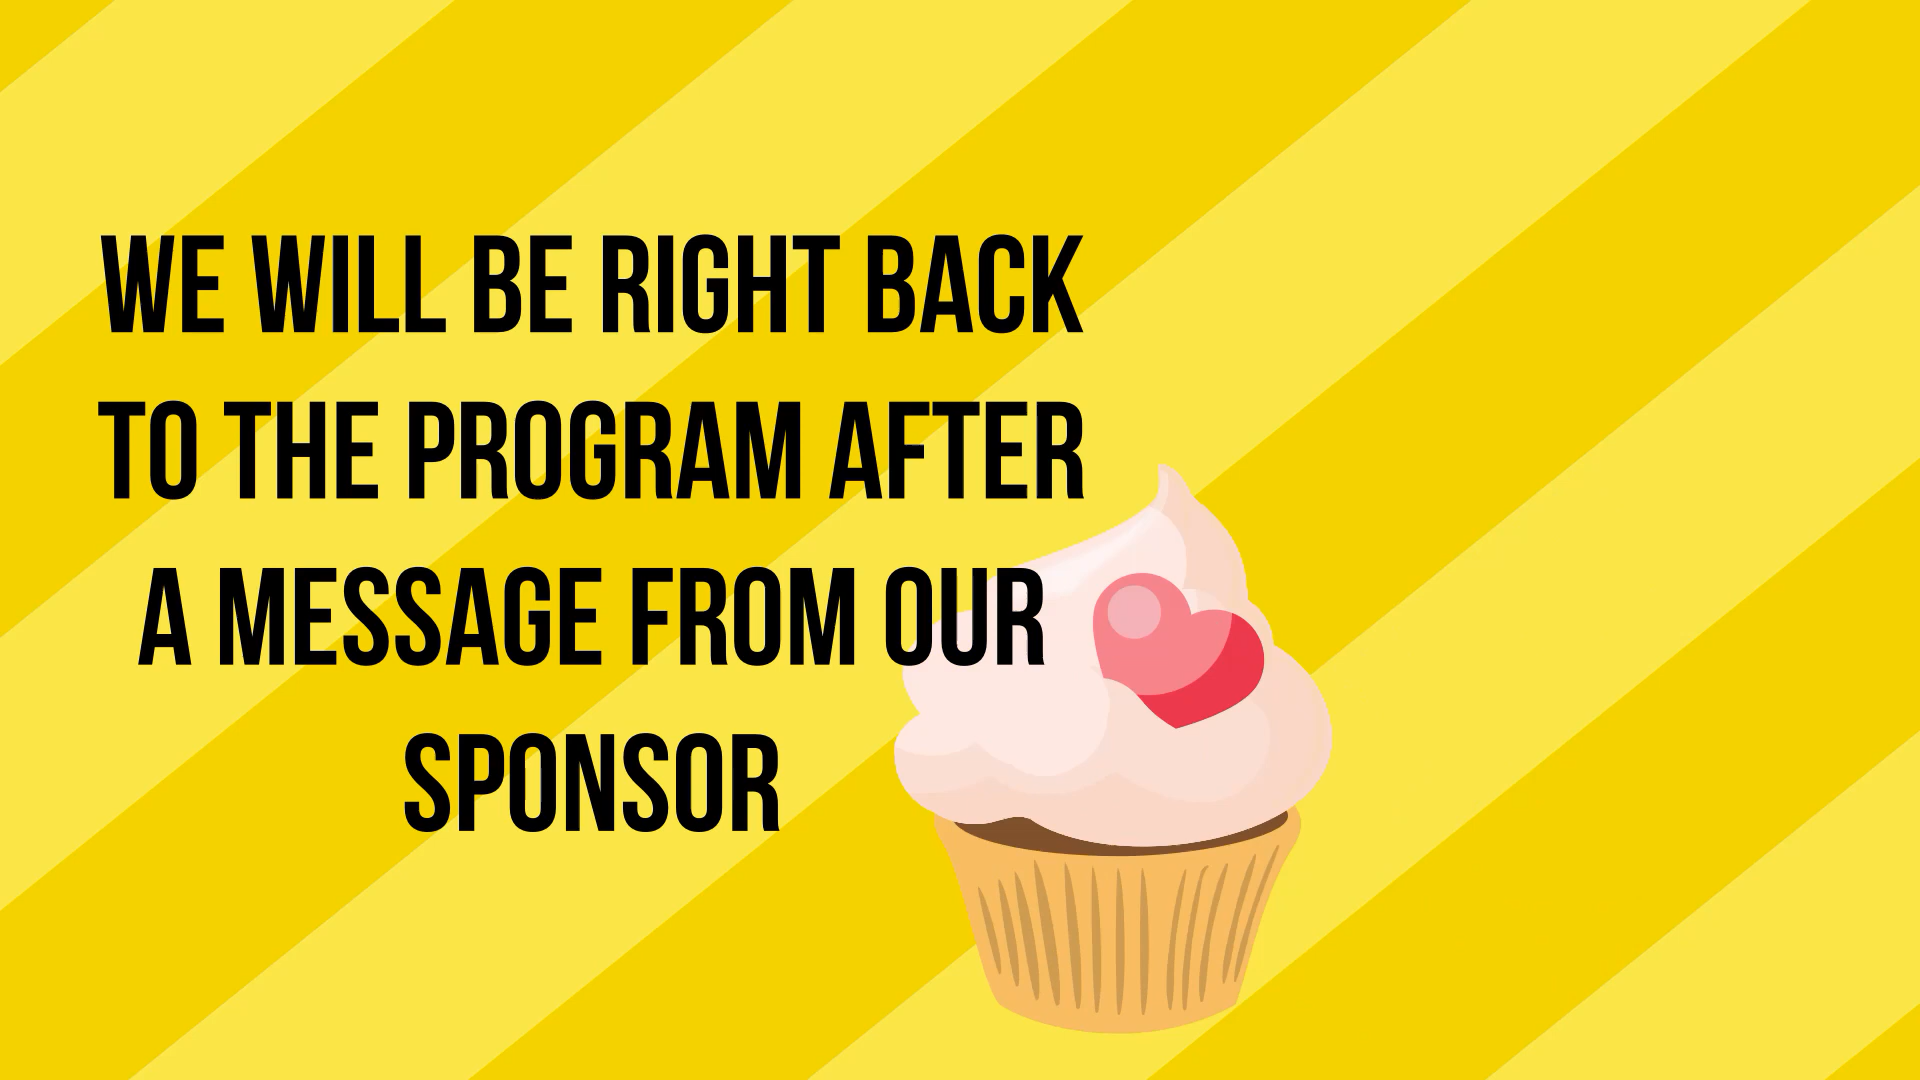 WE WILL BE RIGHT BACK
TO THE PROGRAM AFTER
A MESSAGE FROM OUR
SPONSOR